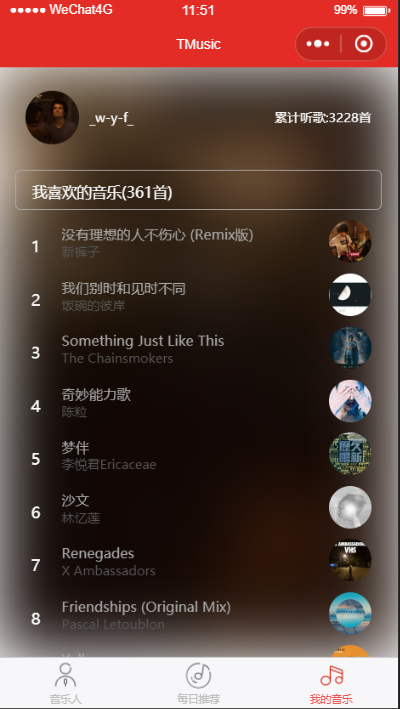 ●●●●● WeChat4G 11:51 99%
TMusic
_w-y-f_ 累计听歌:3228首
我喜欢的音乐(361首)
1 没有理想的人不伤心 (Remix版)
新裤子
2 我们别时和见时不同
饭碗的彼岸
3 Something Just Like This
The Chainsmokers
4 奇妙能力歌
陈粒
5 梦伴
李悦君Ericaceae
6 沙文
林忆莲
7 Renegades
X Ambassadors
8 Friendships (Original Mix)
Pascal Letoublon
音乐人 每日推荐 我的音乐